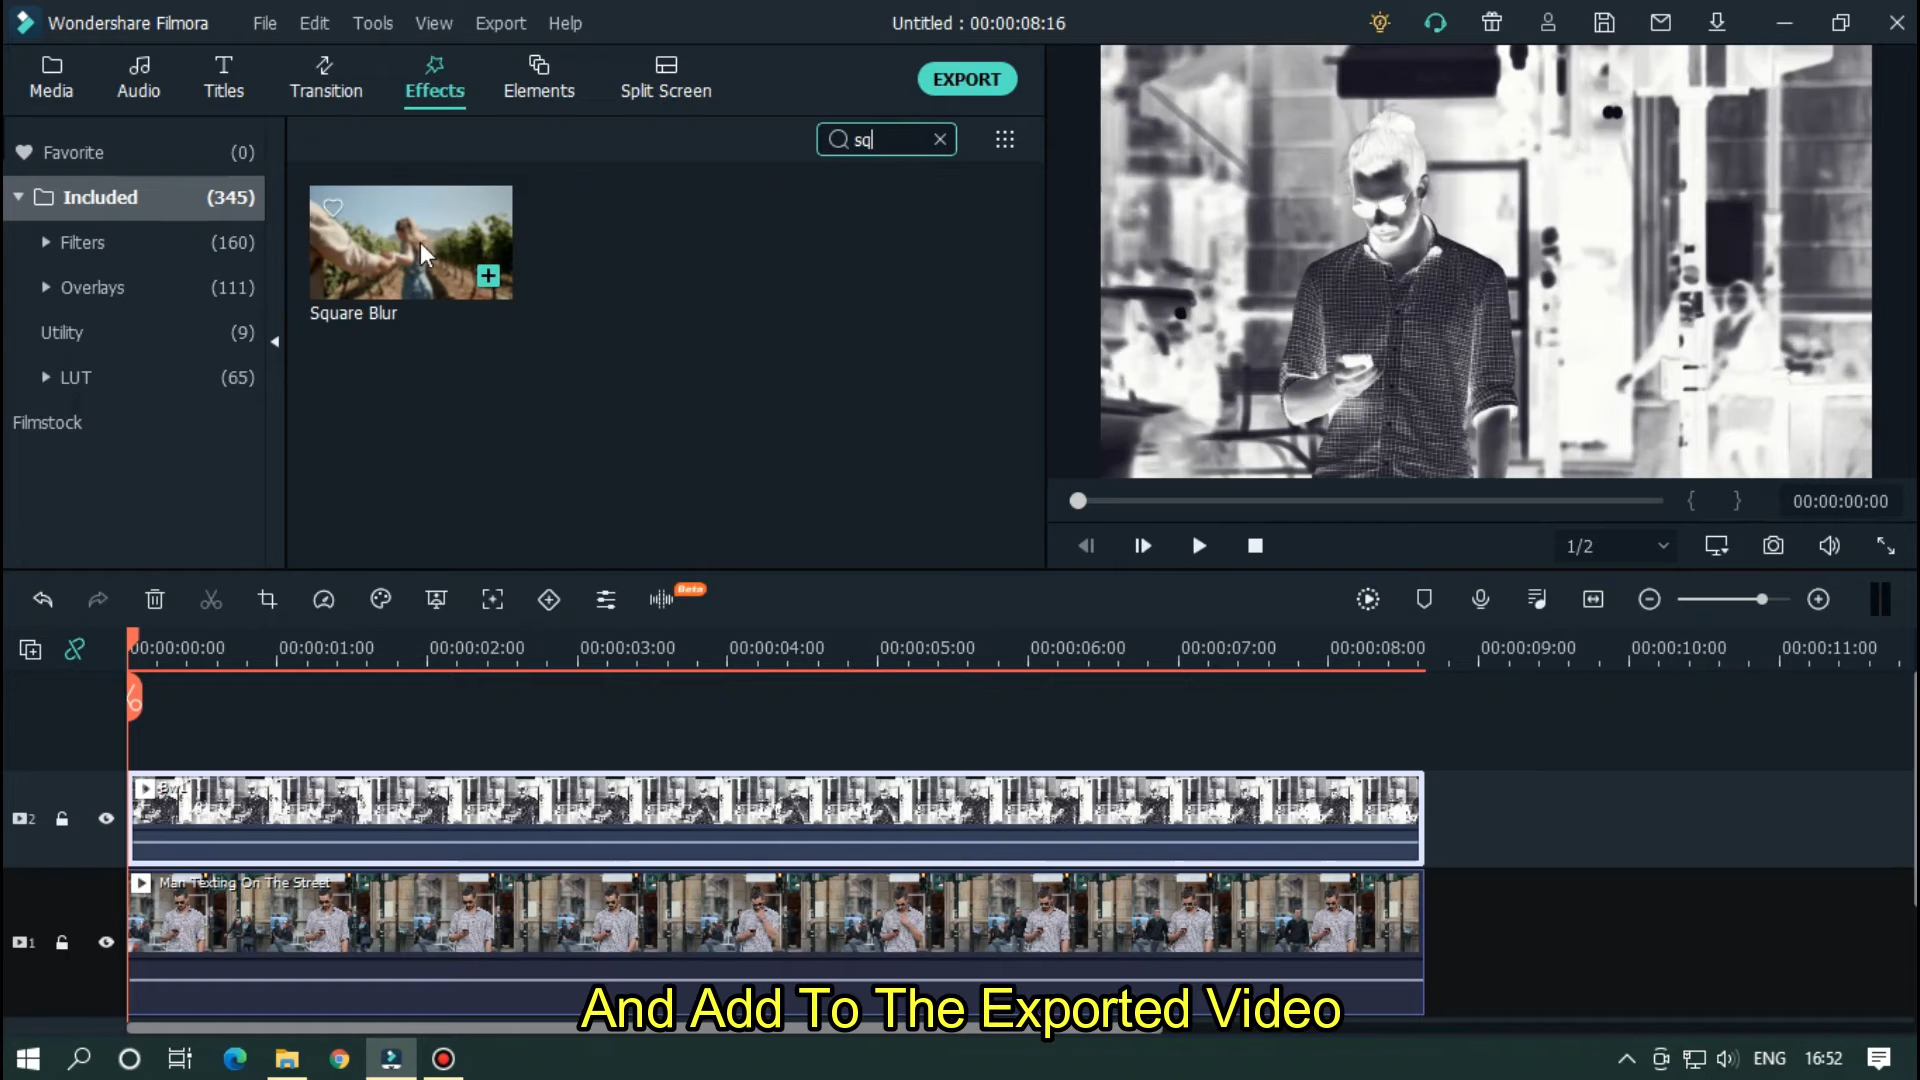 Wondershare Filmora File Edit Tools View Export Help Untitled : 00:00:08:16
Media Audio Titles Transition Effects Elements Split Screen EXPORT
sq
Favorite (0)
Included (345)
Filters (160)
Overlays (111)
Utility (9)
LUT (65)
Filmstock
Square Blur
00:00:00:00
1/2
Beta
00:00:00:00 00:00:01:00 00:00:02:00 00:00:03:00 00:00:04:00 00:00:05:00 00:00:06:00 00:00:07:00 00:00:08:00 00:00:09:00 00:00:10:00 00:00:11:00
2
1 Man Texting On The Street
And Add To The Exported Video
ENG 16:52